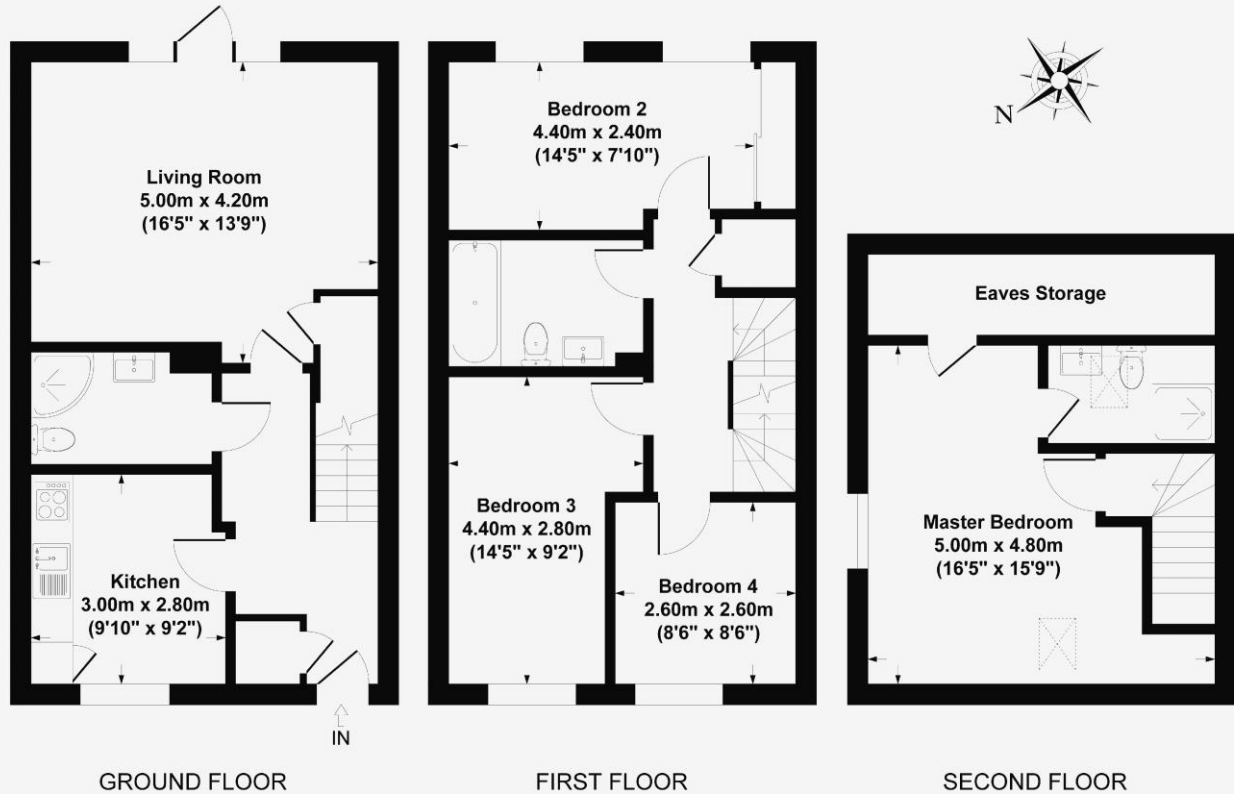 Living Room
5.00m x 4.20m
(16'5" x 13'9")
Kitchen
3.00m x 2.80m
(9'10" x 9'2")
IN
GROUND FLOOR
Bedroom 2
4.40m x 2.40m
(14'5" x 7'10")
Bedroom 3
4.40m x 2.80m
(14'5" x 9'2")
Bedroom 4
2.60m x 2.60m
(8'6" x 8'6")
FIRST FLOOR
N
Eaves Storage
Master Bedroom
5.00m x 4.80m
(16'5" x 15'9")
SECOND FLOOR